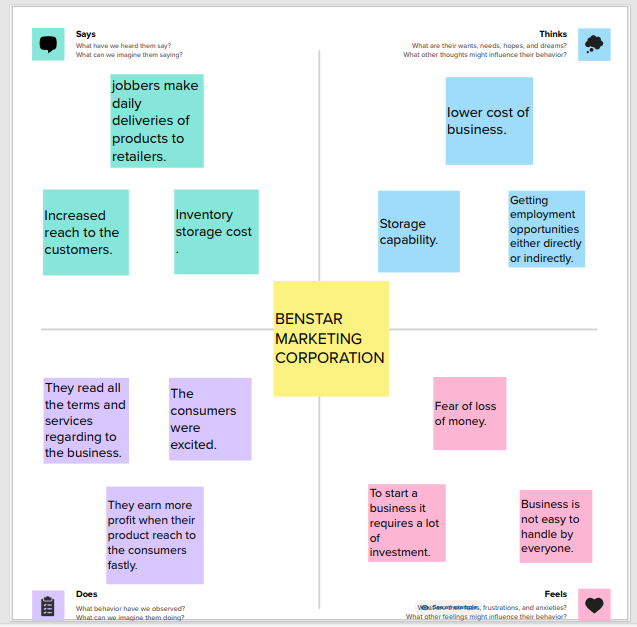 Says
What have we heard them say?
What can we imagine them saying?
Thinks
What are their wants, needs, hopes, and dreams?
What other thoughts might influence their behavior?
jobbers make
daily
deliveries of
products to
retailers.
Increased
reach to the
customers.
Inventory
storage cost
.
lower cost of
business.
Storage
capability.
Getting
employment
opportunities
either directly
or indirectly.
BENSTAR
MARKETING
CORPORATION
They read all
the terms and
services
regarding to
the business.
The
consumers
were
excited.
They earn more
profit when their
product reach to
the consumers
fastly.
Fear of loss
of money.
To start a
business it
requires a lot
of
investment.
Business is
not easy to
handle by
everyone.
Does
What behavior have we observed?
What can we imagine them doing?
Feels
What are their fears, frustrations, and anxieties?
What other feelings might influence their behavior?